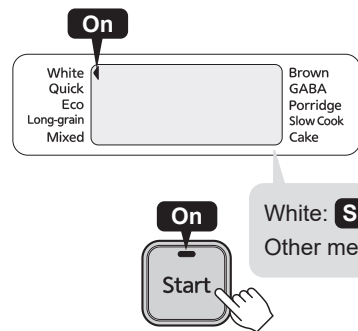 On
White
Quick
Eco
Long-grain
Mixed
Brown
GABA
Porridge
Slow Cook
Cake
White: S
Other me
On
Start